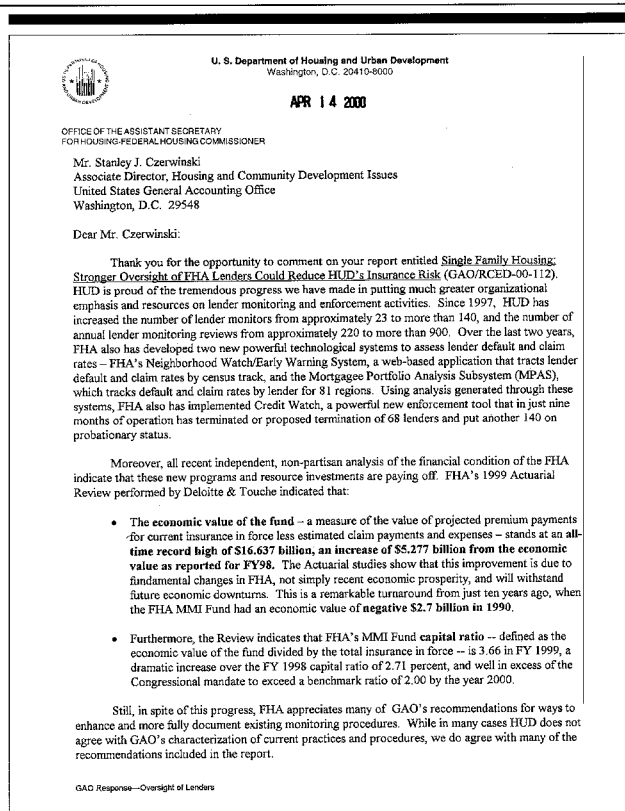 U. S. Department of Housing and Urban Development
Washington, D.C. 20410-8000
APR 14 2000
OFFICE OF THE ASSISTANT SECRETARY
FOR HOUSING-FEDERAL HOUSING COMMISSIONER
Mr. Stanley J. Czerwinski
Associate Director, Housing and Community Development Issues
United States General Accounting Office
Washington, D.C. 29548
Dear Mr. Czerwinski:
Thank you for the opportunity to comment on your report entitled Single Family Housing:
Stronger Oversight of FHA Lenders Could Reduce HUD's Insurance Risk (GAO/RCED-00-112).
HUD is proud of the tremendous progress we have made in putting much greater organizational
emphasis and resources on lender monitoring and enforcement activities. Since 1997, HUD has
increased the number of lender monitors from approximately 23 to more than 140, and the number of
annual lender monitoring reviews from approximately 220 to more than 900. Over the last two years,
FHA also has developed two new powerful technological systems to assess lender default and claim
rates – FHA's Neighborhood Watch/Early Warning System, a web-based application that tracts lender
default and claim rates by census track, and the Mortgagee Portfolio Analysis Subsystem (MPAS),
which tracks default and claim rates by lender for 81 regions. Using analysis generated through these
systems, FHA also has implemented Credit Watch, a powerful new enforcement tool that in just nine
months of operation has terminated or proposed termination of 68 lenders and put another 140 on
probationary status.
Moreover, all recent independent, non-partisan analysis of the financial condition of the FHA
indicate that these new programs and resource investments are paying off. FHA's 1999 Actuarial
Review performed by Deloitte & Touche indicated that:
• The economic value of the fund – a measure of the value of projected premium payments
for current insurance in force less estimated claim payments and expenses – stands at an all-
time record high of $16.637 billion, an increase of $5.277 billion from the economic
value as reported for FY98. The Actuarial studies show that this improvement is due to
fundamental changes in FHA, not simply recent economic prosperity, and will withstand
future economic downturns. This is a remarkable turnaround from just ten years ago, when
the FHA MMI Fund had an economic value of negative $2.7 billion in 1990.
• Furthermore, the Review indicates that FHA's MMI Fund capital ratio -- defined as the
economic value of the fund divided by the total insurance in force -- is 3.66 in FY 1999, a
dramatic increase over the FY 1998 capital ratio of 2.71 percent, and well in excess of the
Congressional mandate to exceed a benchmark ratio of 2.00 by the year 2000.
Still, in spite of this progress, FHA appreciates many of GAO's recommendations for ways to
enhance and more fully document existing monitoring procedures. While in many cases HUD does not
agree with GAO's characterization of current practices and procedures, we do agree with many of the
recommendations included in the report.
GAO Response—Oversight of Lenders